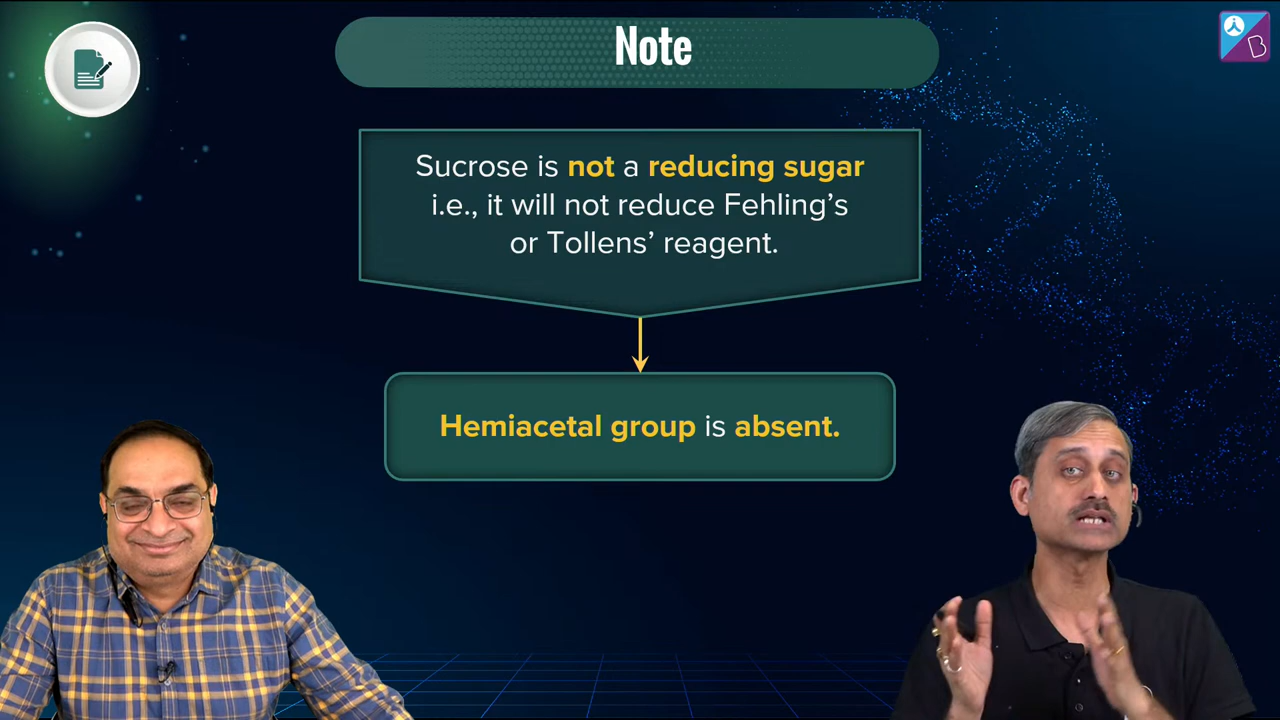 Note
Sucrose is not a reducing sugar
i.e., it will not reduce Fehling’s
or Tollens’ reagent.
Hemiacetal group is absent.
B